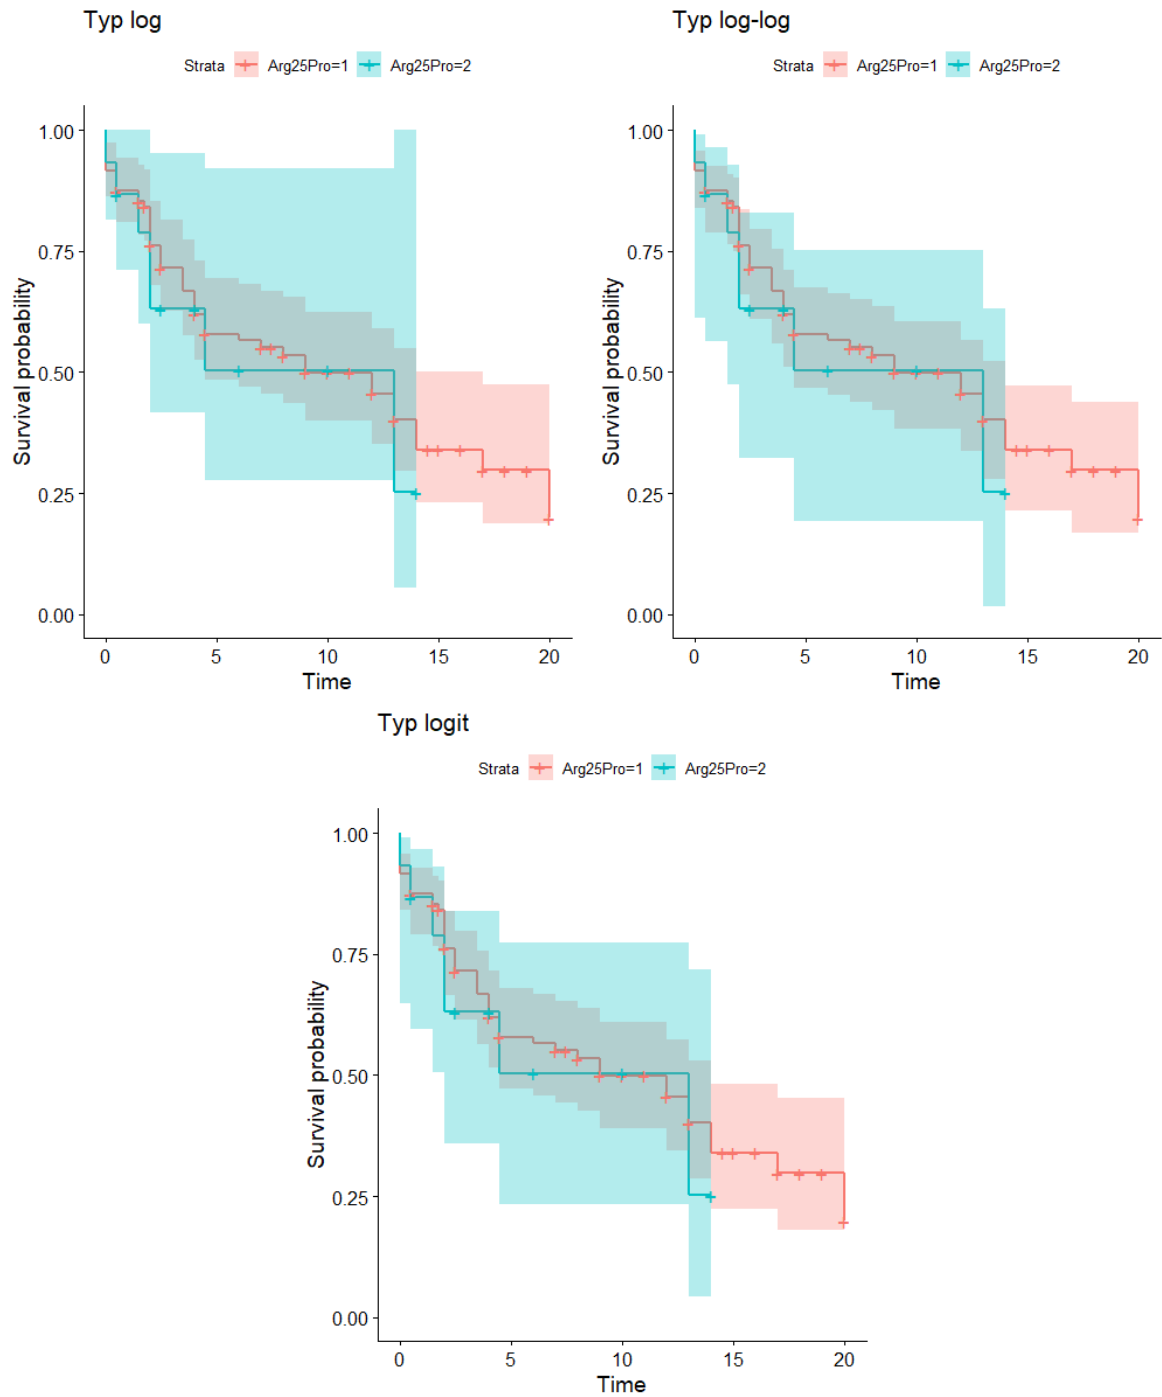 Typ log
Strata Arg25Pro=1 Arg25Pro=2
Survival probability
1.00
0.75
0.50
0.25
0.00
0 5 10 15 20
Time
Typ log-log
Strata Arg25Pro=1 Arg25Pro=2
Survival probability
1.00
0.75
0.50
0.25
0.00
0 5 10 15 20
Time
Typ logit
Strata Arg25Pro=1 Arg25Pro=2
Survival probability
1.00
0.75
0.50
0.25
0.00
0 5 10 15 20
Time